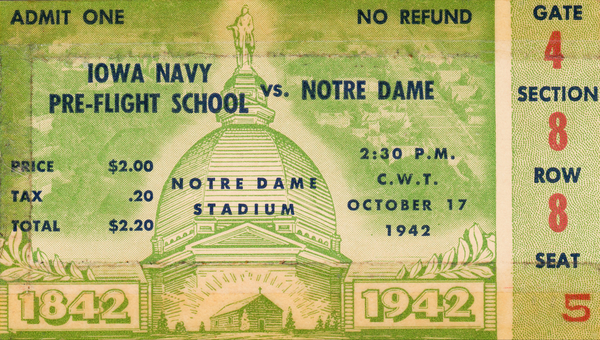 ADMIT ONE
NO REFUND
IOWA NAVY
PRE-FLIGHT SCHOOL
vs.
NOTRE DAME
PRICE $2.00
TAX .20
TOTAL $2.20
NOTRE DAME
STADIUM
2:30 P.M.
C.W.T.
OCTOBER 17
1942
1842
1942
GATE
4
SECTION
8
ROW
8
SEAT
5